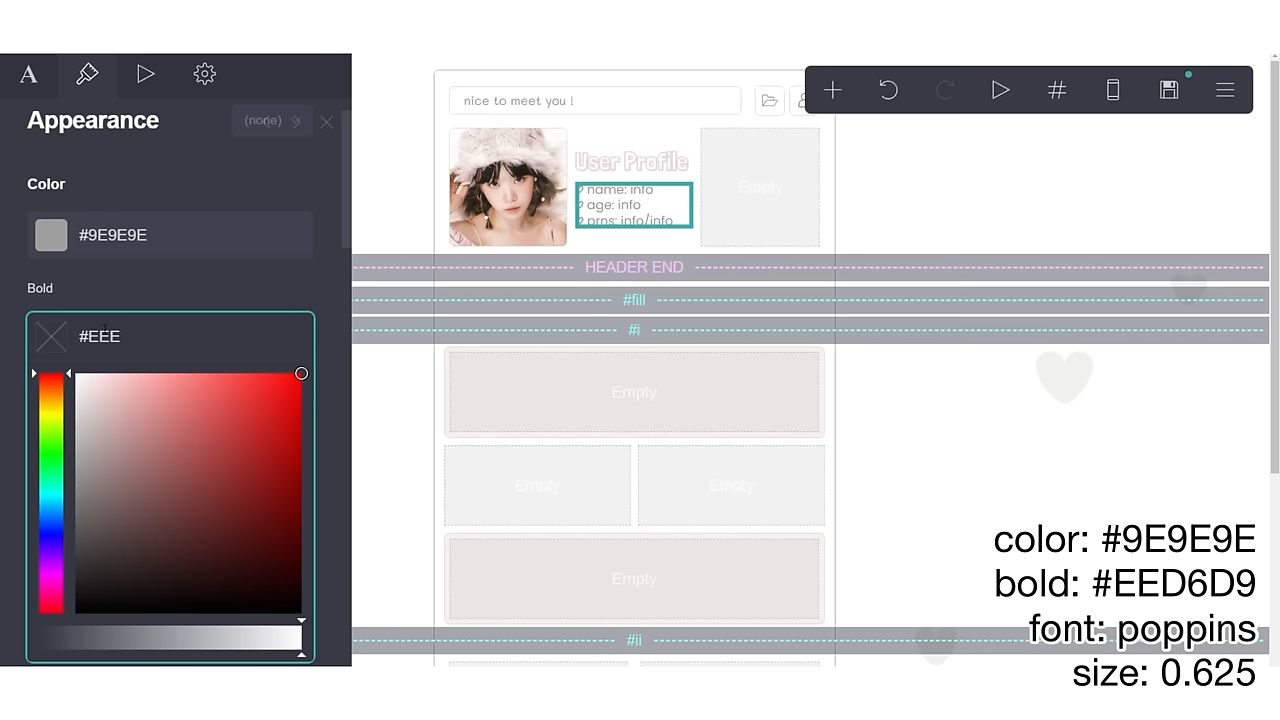 A
Appearance
(none)
Color
#9E9E9E
Bold
#EEE
nice to meet you !
User Profile
name: info
age: info
prns: info/info
Empty
HEADER END
#fill
#i
Empty
Empty
Empty
Empty
#ii
color: #9E9E9E
bold: #EED6D9
font: poppins
size: 0.625